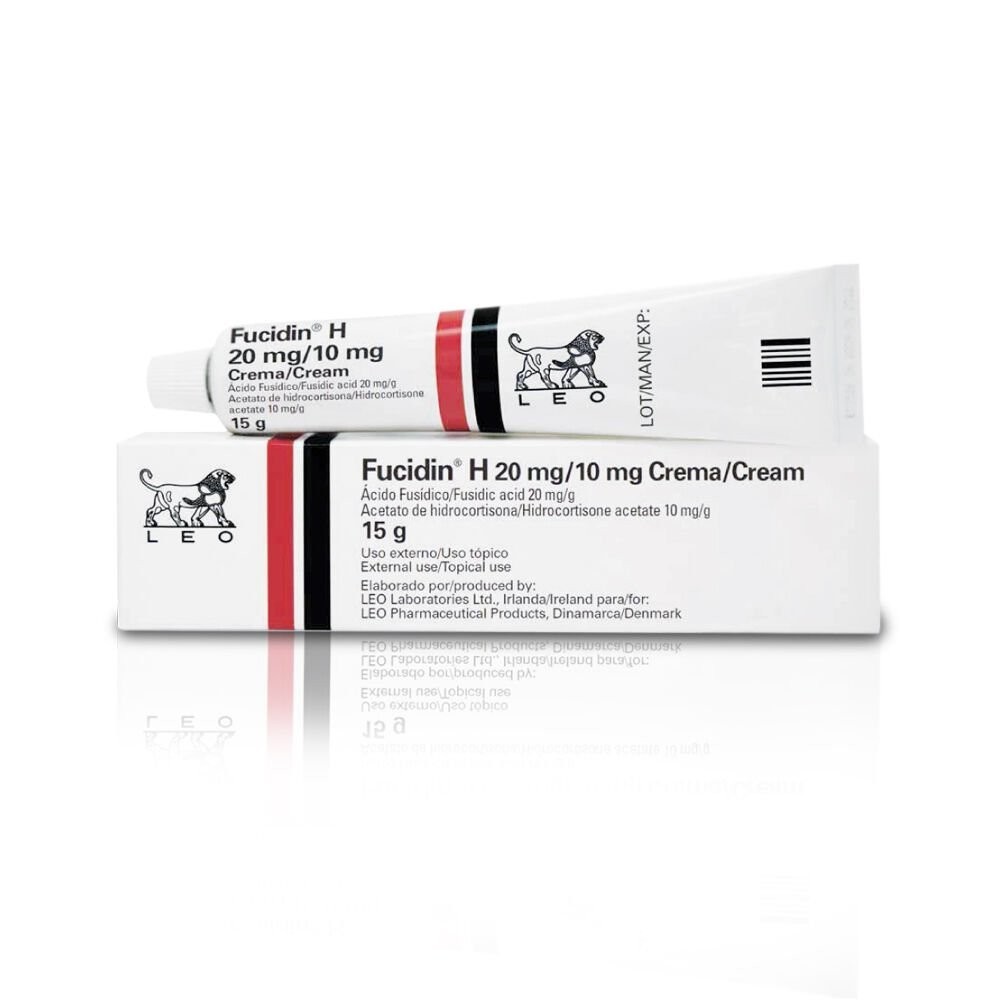 Fucidin® H
20 mg/10 mg
Crema/Cream
Ácido Fusídico/Fusidic acid 20 mg/g
Acetato de hidrocortisona/Hidrocortisone
acetate 10 mg/g
15 g
LEO
LOT/MAN/EXP:
LEO
Fucidin® H 20 mg/10 mg Crema/Cream
Ácido Fusídico/Fusidic acid 20 mg/g
Acetato de hidrocortisona/Hidrocortisone acetate 10 mg/g
15 g
Uso externo/Uso tópico
External use/Topical use
Elaborado por/produced by:
LEO Laboratories Ltd., Irlanda/Ireland para/for:
LEO Pharmaceutical Products, Dinamarca/Denmark